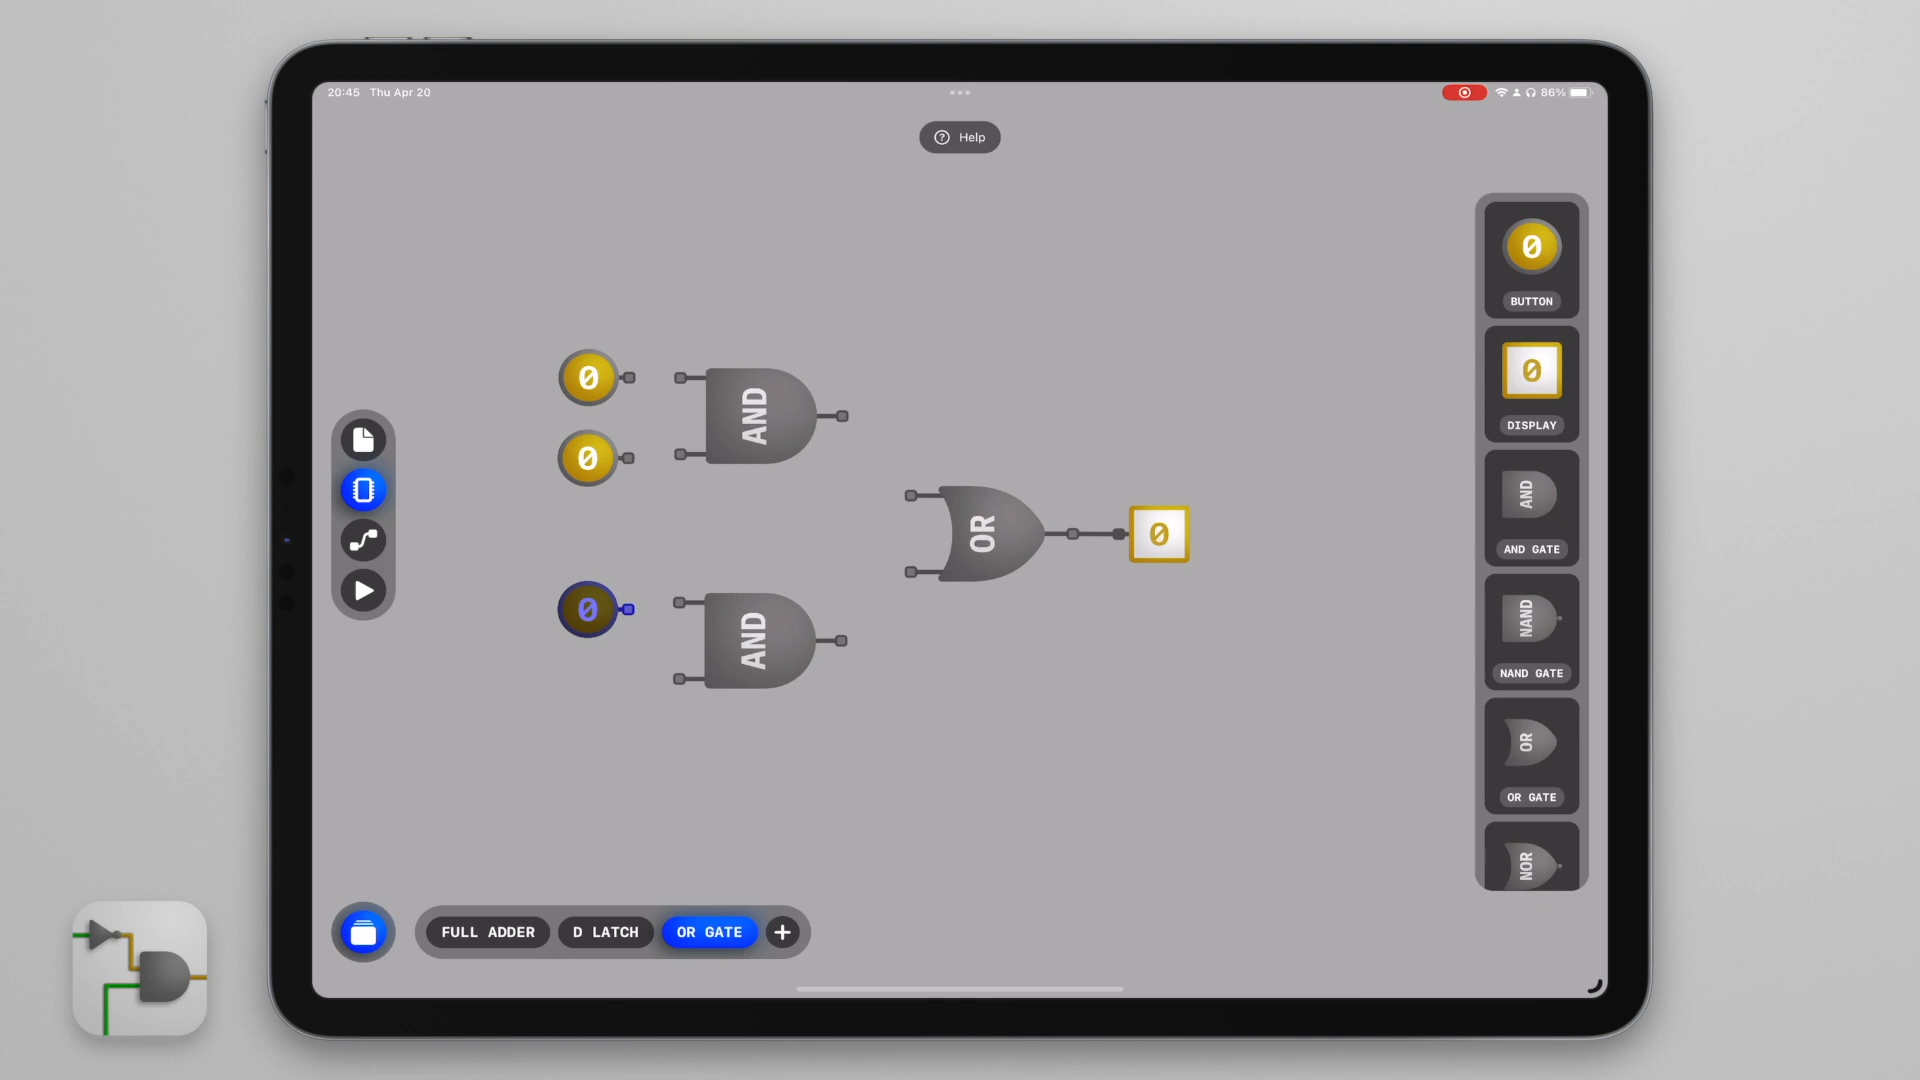 20:45 Thu Apr 20
86%
Help
0
BUTTON
0
DISPLAY
AND
AND GATE
NAND
NAND GATE
OR
OR GATE
NOR
0
AND
0
OR
0
0
AND
FULL ADDER
D LATCH
OR GATE